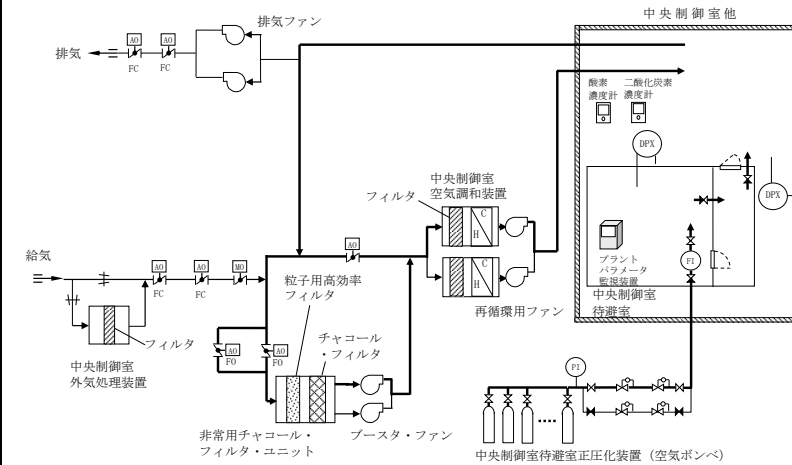 中央制御室他
排気ファン
排気
AO
AO
FC
FC
酸素
濃度計
二酸化炭素
濃度計
DPX
DPX
中央制御室
空気調和装置
フィルタ
C
H
C
H
再循環用ファン
給気
AO
AO
MO
FC
FC
AO
粒子用高効率
フィルタ
チャコール
・フィルタ
フィルタ
中央制御室
外気処理装置
AO
FO
AO
FO
非常用チャコール・
フィルタ・ユニット
ブースタ・ファン
プラント
パラメータ
監視装置
中央制御室
待避室
FI
PI
中央制御室待避室正圧化装置（空気ボンベ）